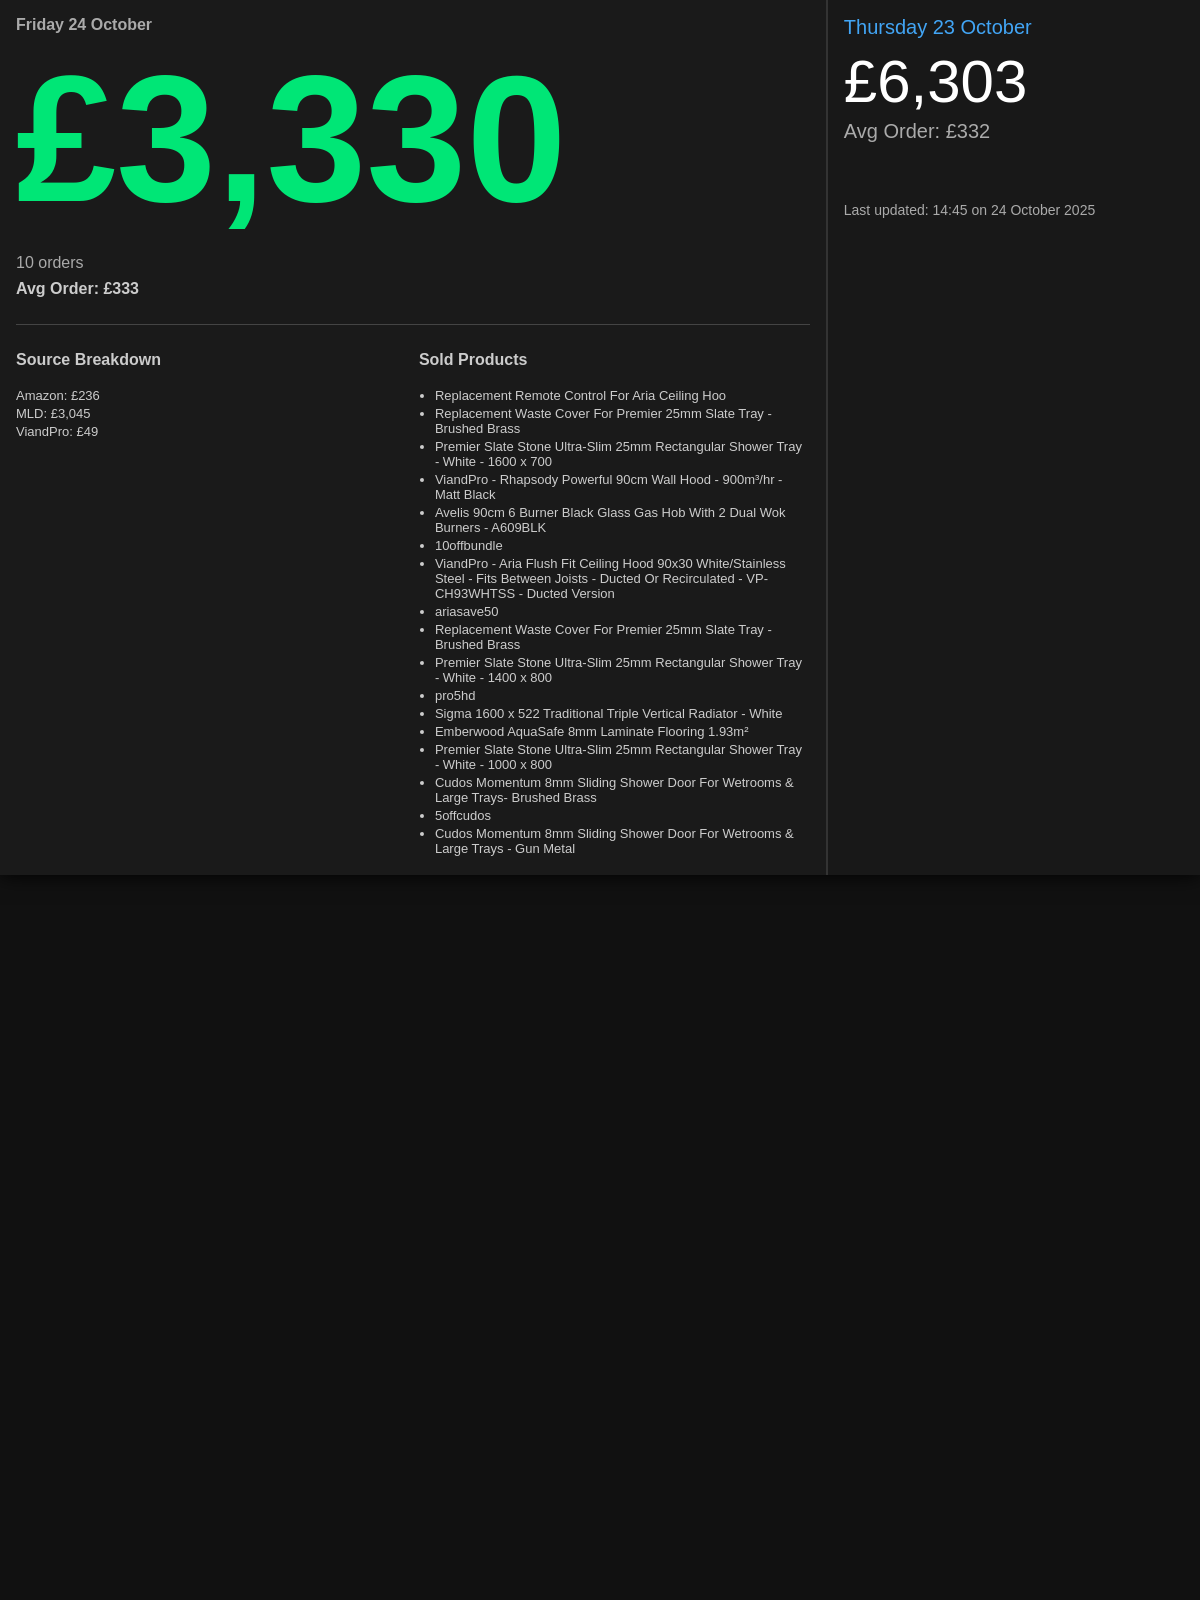 Friday 24 October
£3,330
10 orders
Avg Order: £333
Source Breakdown
Amazon: £236
MLD: £3,045
ViandPro: £49
Sold Products
• Replacement Remote Control For Aria Ceiling Hoo
• Replacement Waste Cover For Premier 25mm Slate Tray -
Brushed Brass
• Premier Slate Stone Ultra-Slim 25mm Rectangular Shower Tray
- White - 1600 x 700
• ViandPro - Rhapsody Powerful 90cm Wall Hood - 900m³/hr -
Matt Black
• Avelis 90cm 6 Burner Black Glass Gas Hob With 2 Dual Wok
Burners - A609BLK
• 10offbundle
• ViandPro - Aria Flush Fit Ceiling Hood 90x30 White/Stainless
Steel - Fits Between Joists - Ducted Or Recirculated - VP-
CH93WHTSS - Ducted Version
• ariasave50
• Replacement Waste Cover For Premier 25mm Slate Tray -
Brushed Brass
• Premier Slate Stone Ultra-Slim 25mm Rectangular Shower Tray
- White - 1400 x 800
• pro5hd
• Sigma 1600 x 522 Traditional Triple Vertical Radiator - White
• Emberwood AquaSafe 8mm Laminate Flooring 1.93m²
• Premier Slate Stone Ultra-Slim 25mm Rectangular Shower Tray
- White - 1000 x 800
• Cudos Momentum 8mm Sliding Shower Door For Wetrooms &
Large Trays- Brushed Brass
• 5offcudos
• Cudos Momentum 8mm Sliding Shower Door For Wetrooms &
Large Trays - Gun Metal
Thursday 23 October
£6,303
Avg Order: £332
Last updated: 14:45 on 24 October 2025